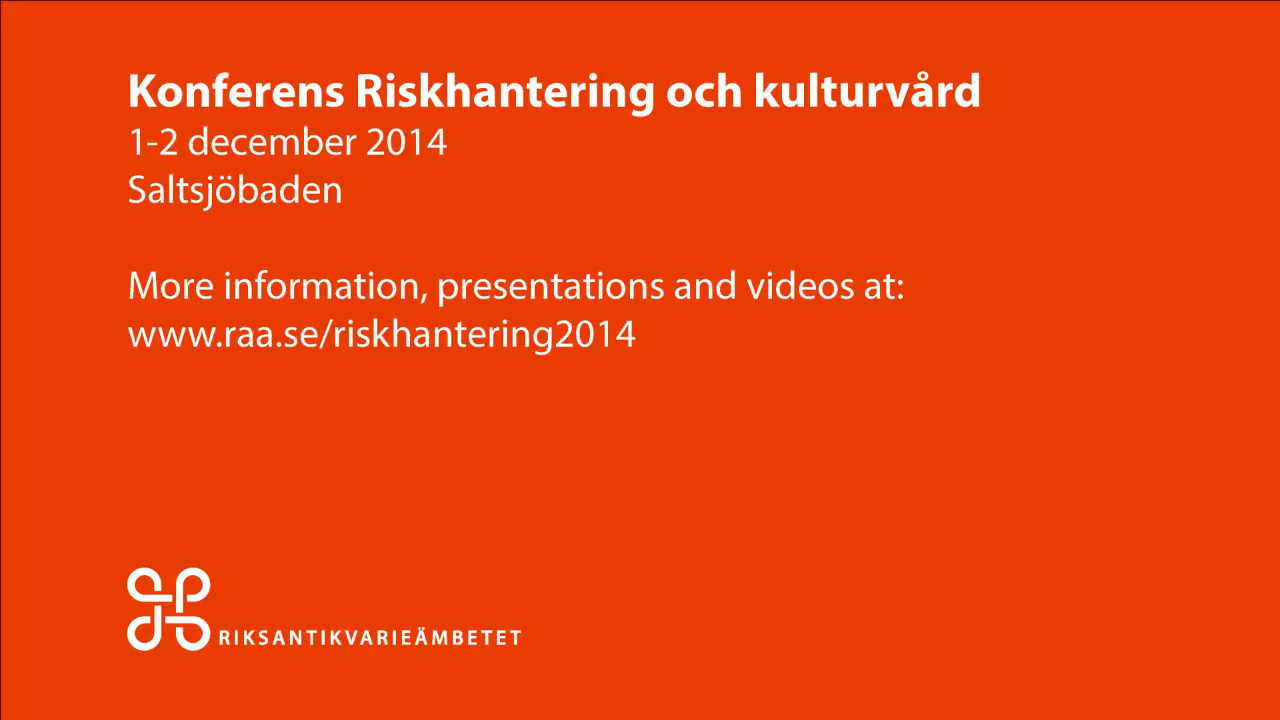 Konferens Riskhantering och kulturvård
1-2 december 2014
Saltsjöbaden
More information, presentations and videos at:
www.raa.se/riskhantering2014
RIKSANTIKVARIEÄMBETET